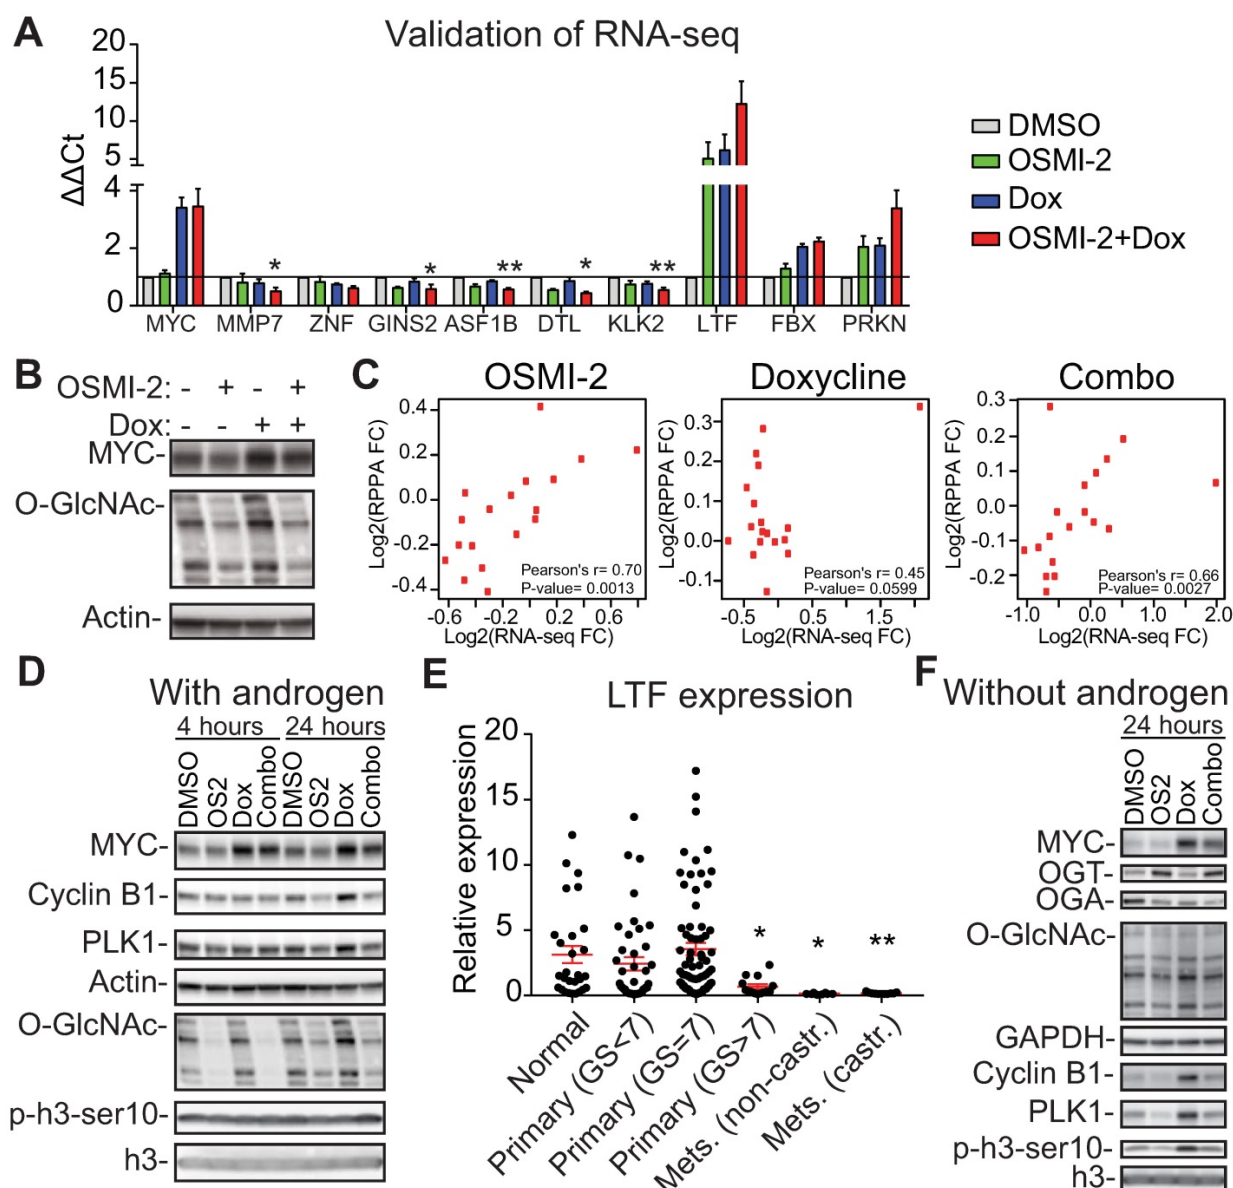 A
Validation of RNA-seq
ΔΔCt
20
15
10
5
4
2
0
* * ** * **
MYC MMP7 ZNF GINS2 ASF1B DTL KLK2 LTF FBX PRKN
DMSO
OSMI-2
Dox
OSMI-2+Dox
B
OSMI-2: - + - +
Dox: - - + +
MYC-
O-GlcNAc-
Actin-
C
OSMI-2
Log2(RPPA FC)
0.4
0.0
-0.2
-0.4
Pearson's r= 0.70
P-value= 0.0013
-0.6 -0.2 0.2 0.6
Log2(RNA-seq FC)
Doxycline
Log2(RPPA FC)
0.3
0.1
0.0
-0.1
Pearson's r= 0.45
P-value= 0.0599
-0.5 0.5 1.5
Log2(RNA-seq FC)
Combo
Log2(RPPA FC)
0.3
0.2
0.1
0.0
-0.1
-0.2
Pearson's r= 0.66
P-value= 0.0027
-1.0 0.0 1.0 2.0
Log2(RNA-seq FC)
D
With androgen
4 hours 24 hours
DMSO OS2 Dox Combo DMSO OS2 Dox Combo
MYC-
Cyclin B1-
PLK1-
Actin-
O-GlcNAc-
p-h3-ser10-
h3-
E
LTF expression
Relative expression
20
15
10
5
0
* * **
Normal
Primary (GS<7)
Primary (GS=7)
Primary (GS>7)
Mets. (non-castr.)
Mets. (castr.)
F
Without androgen
24 hours
DMSO OS2 Dox Combo
MYC-
OGT-
OGA-
O-GlcNAc-
GAPDH-
Cyclin B1-
PLK1-
p-h3-ser10-
h3-